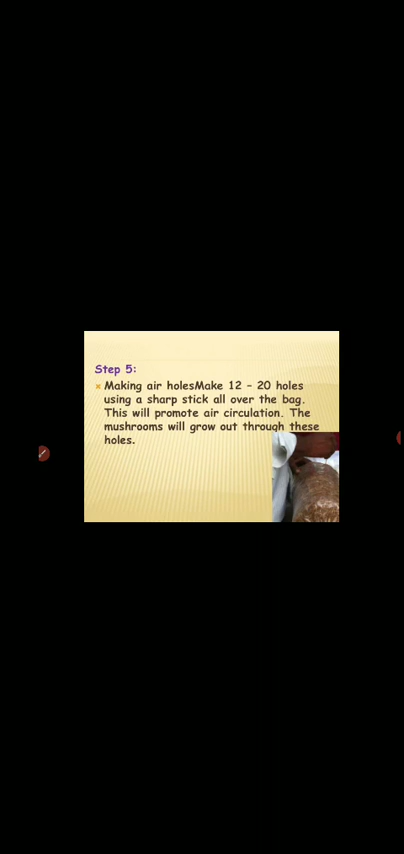 Step 5:
Making air holesMake 12 – 20 holes
using a sharp stick all over the bag.
This will promote air circulation. The
mushrooms will grow out through these
holes.